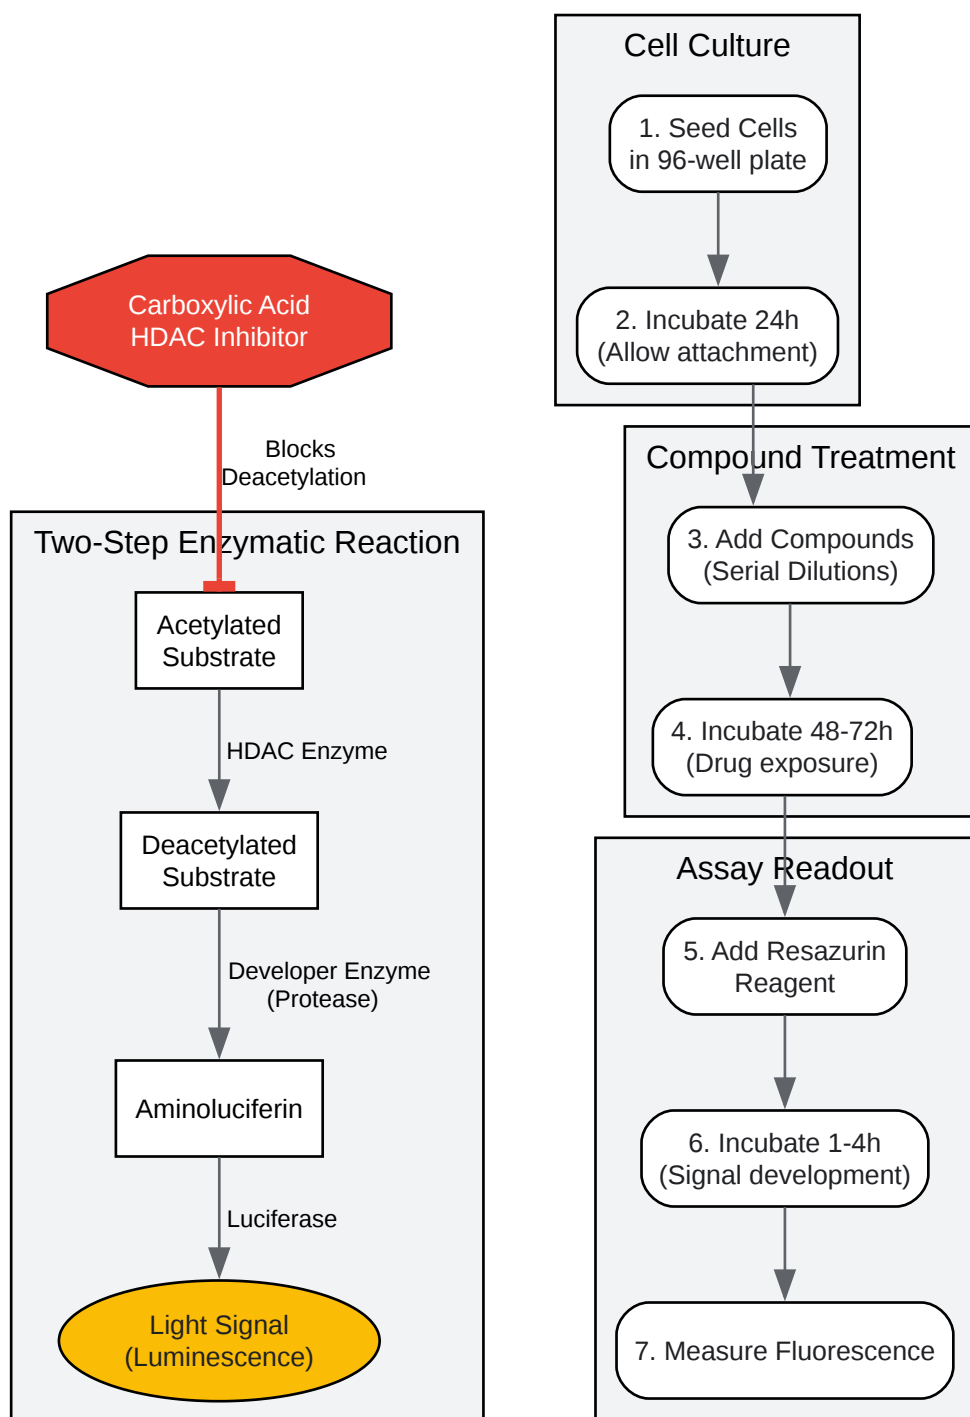 Carboxylic Acid
HDAC Inhibitor
Blocks
Deacetylation
Two-Step Enzymatic Reaction
Acetylated
Substrate
HDAC Enzyme
Deacetylated
Substrate
Developer Enzyme
(Protease)
Aminoluciferin
Luciferase
Light Signal
(Luminescence)
Cell Culture
1. Seed Cells
in 96-well plate
2. Incubate 24h
(Allow attachment)
Compound Treatment
3. Add Compounds
(Serial Dilutions)
4. Incubate 48-72h
(Drug exposure)
Assay Readout
5. Add Resazurin
Reagent
6. Incubate 1-4h
(Signal development)
7. Measure Fluorescence